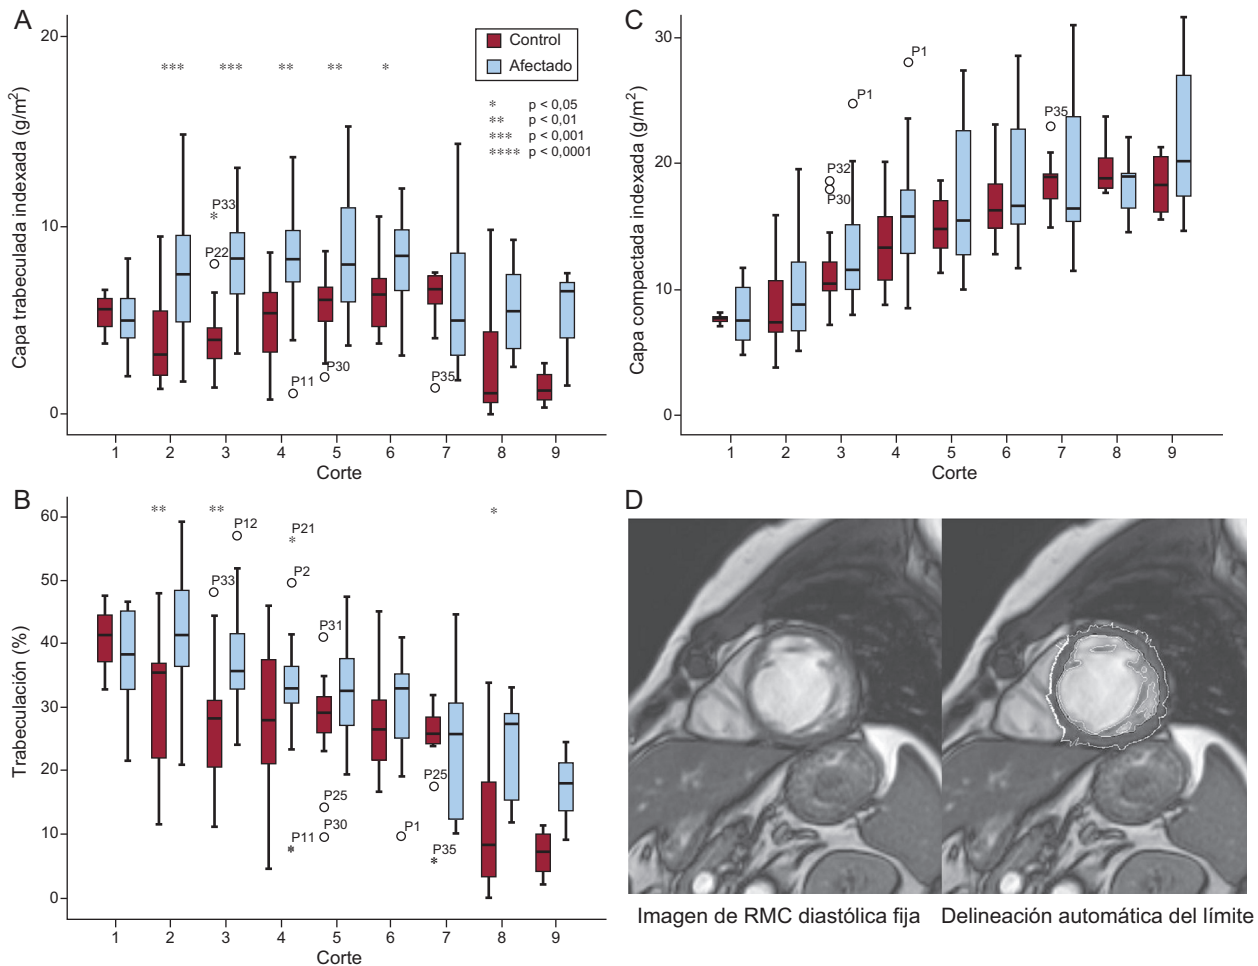 A
Capa trabeculada indexada (g/m²)
20
10
0
*** *** ** ** *
Control
Afectado
* p < 0,05
** p < 0,01
*** p < 0,001
**** p < 0,0001
P33
P22
P11
P30
P35
1 2 3 4 5 6 7 8 9
Corte
C
Capa compactada indexada (g/m²)
30
20
10
0
P1
P1
P32
P30
P35
1 2 3 4 5 6 7 8 9
Corte
B
Trabeculación (%)
60
50
40
30
20
10
0
** ** *
P12
P21
P33
P2
P31
P25
P25
P30
P11
P1
P35
1 2 3 4 5 6 7 8 9
Corte
D
Imagen de RMC diastólica fija
Delineación automática del límite